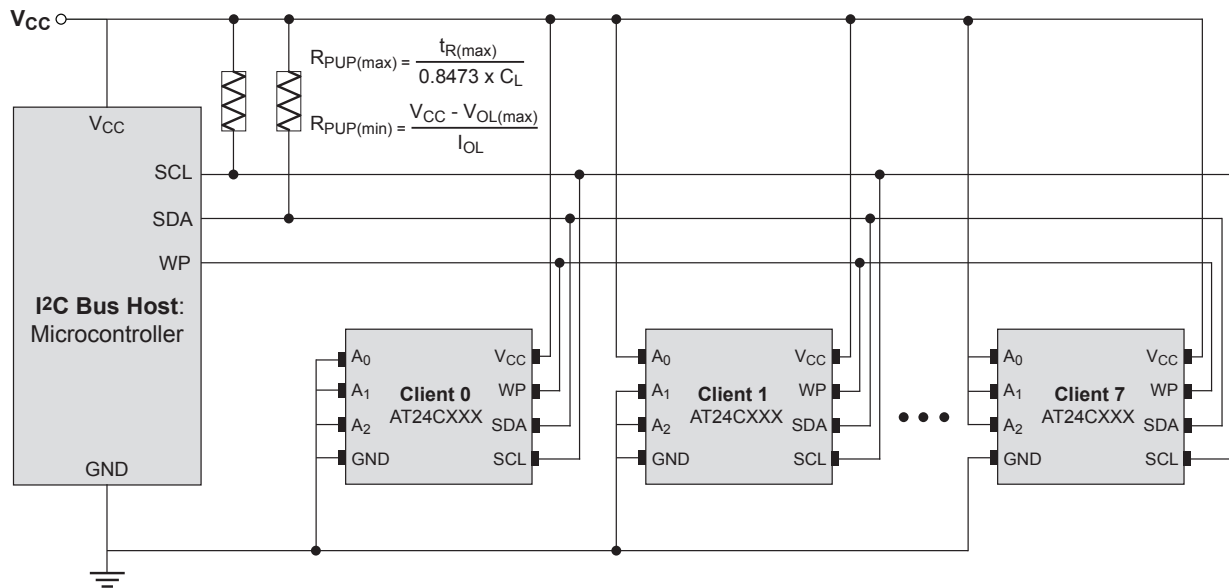 VCC
RPUP(max) = tR(max)
0.8473 x CL
RPUP(min) = VCC - VOL(max)
IOL
VCC
SCL
SDA
WP
I2C Bus Host:
Microcontroller
GND
A0
A1
A2
GND
Client 0
AT24CXXX
VCC
WP
SDA
SCL
A0
A1
A2
GND
Client 1
AT24CXXX
VCC
WP
SDA
SCL
A0
A1
A2
GND
Client 7
AT24CXXX
VCC
WP
SDA
SCL